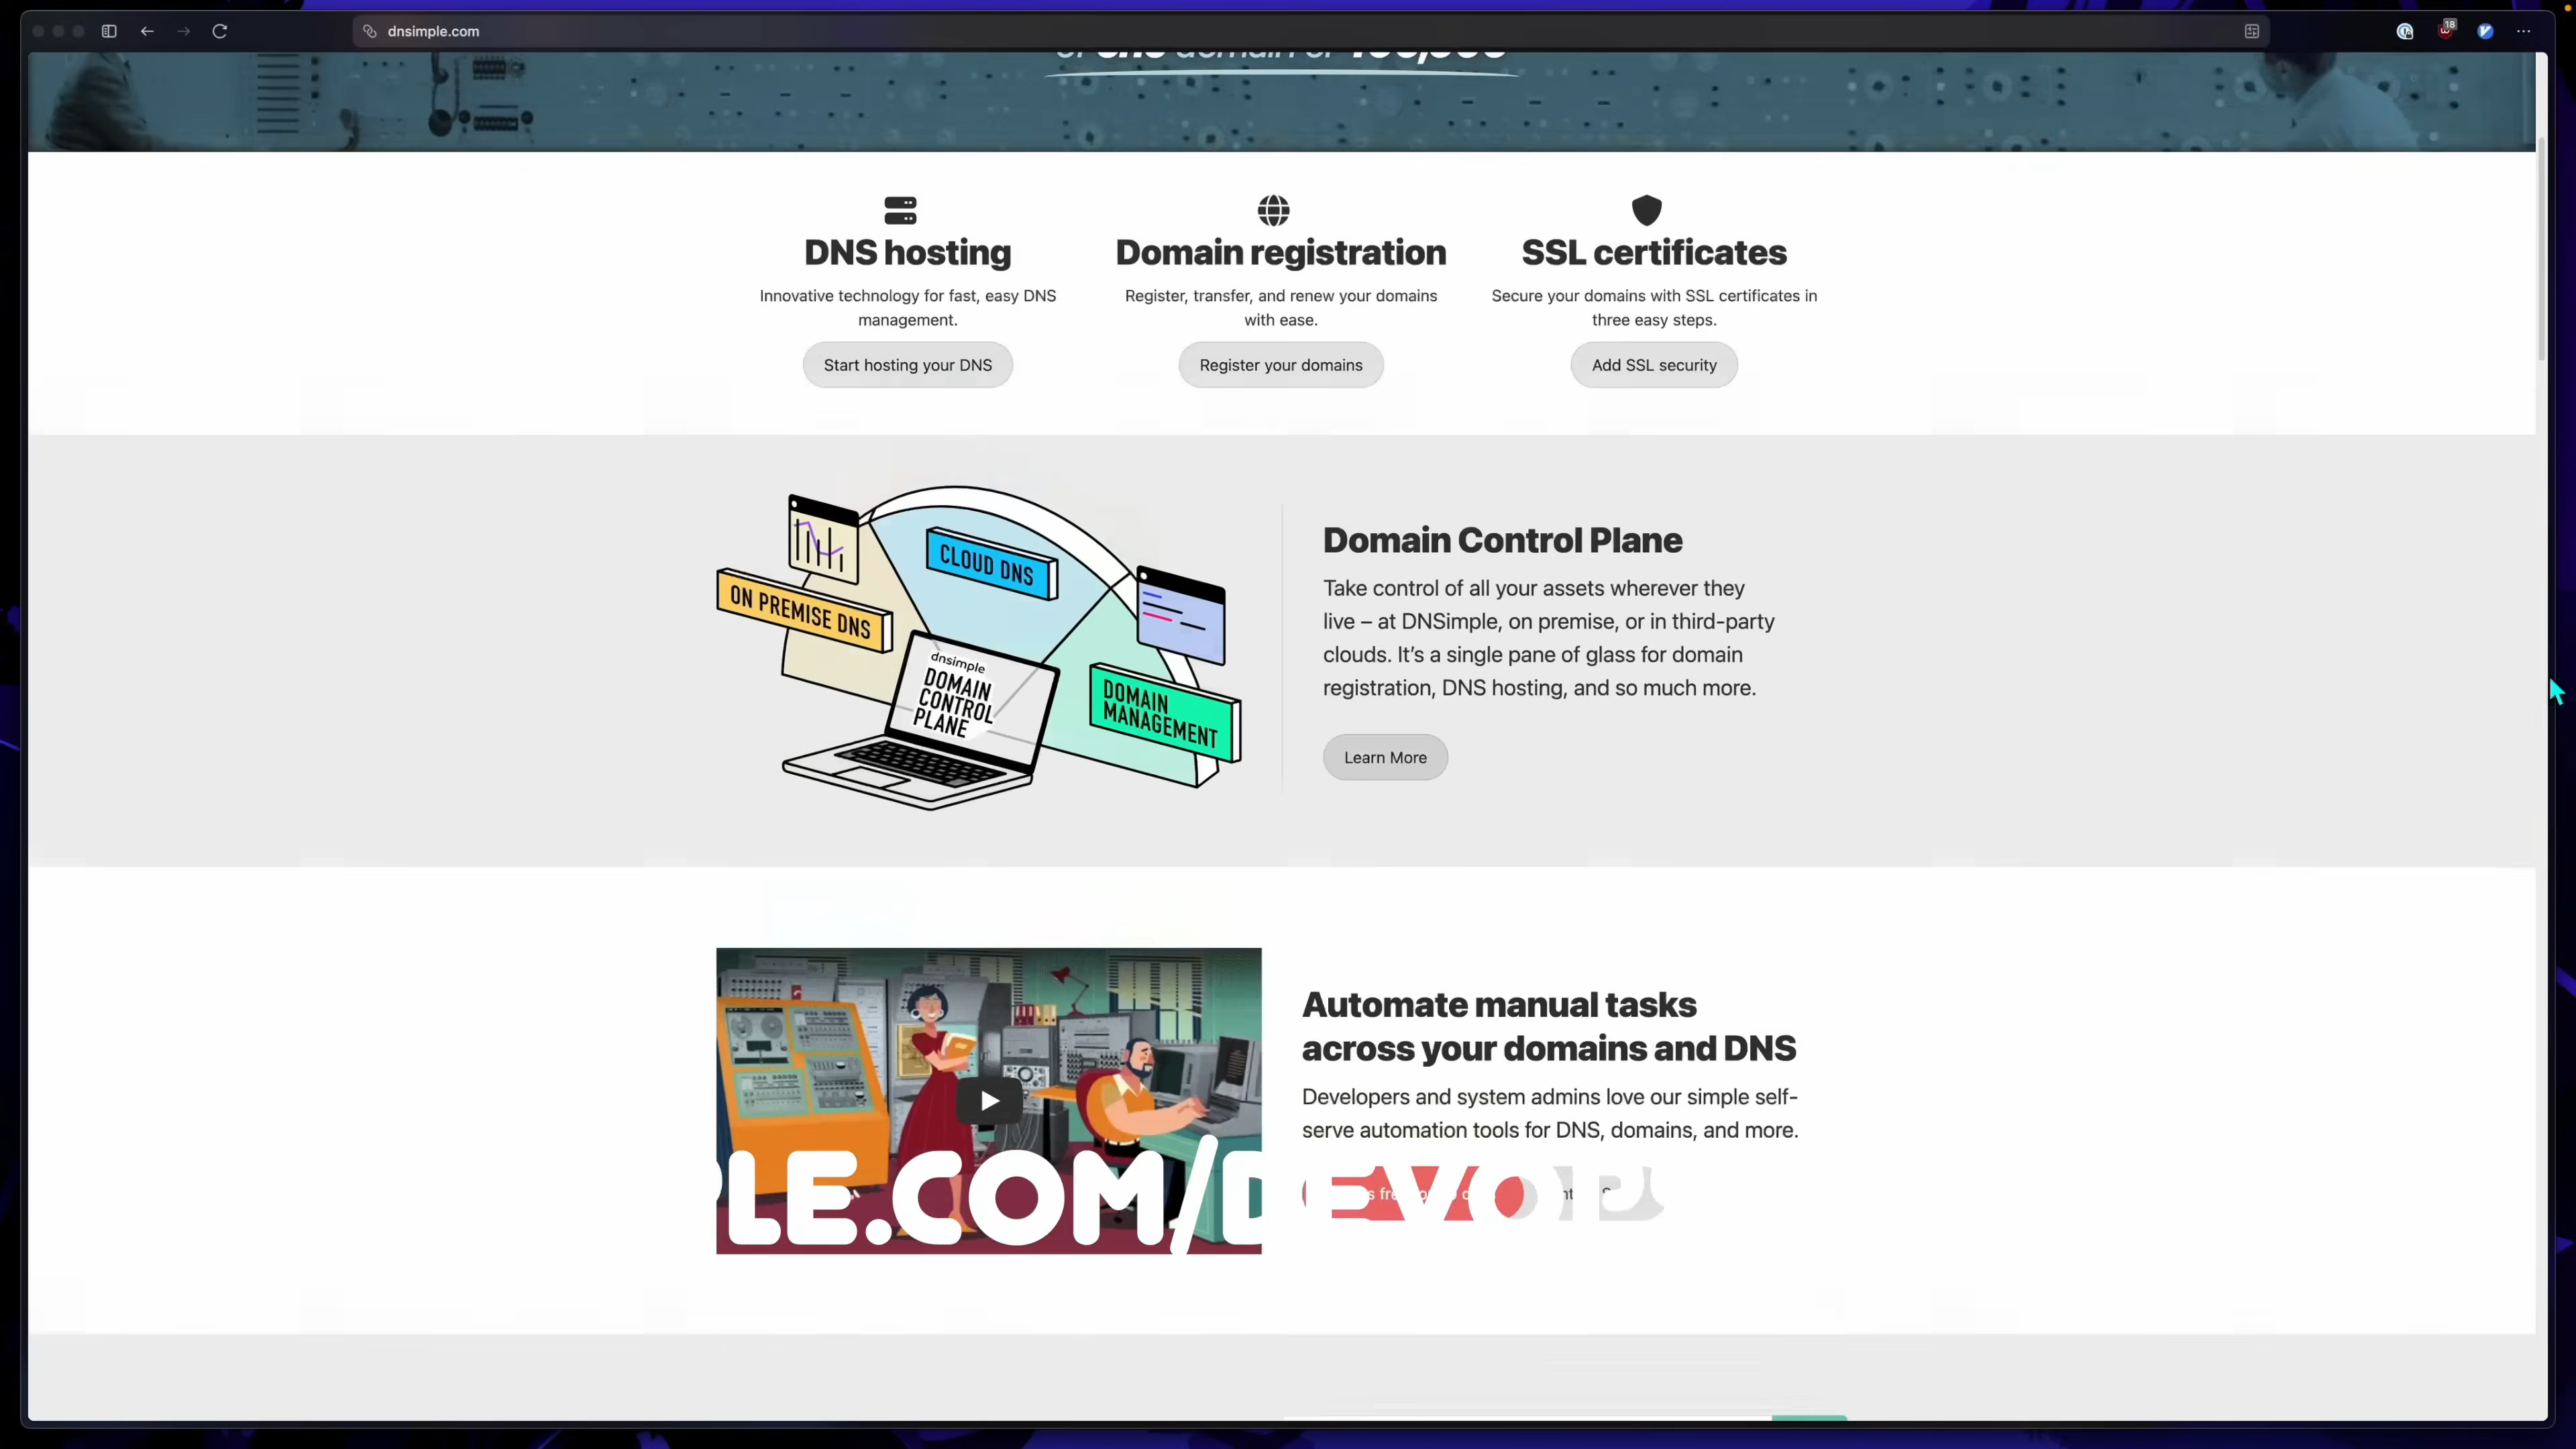 18
dnsimple.com
domain or
DNS hosting
Domain registration
SSL certificates
Innovative technology for fast, easy DNS
management.
Register, transfer, and renew your domains
with ease.
Secure your domains with SSL certificates in
three easy steps.
Start hosting your DNS
Register your domains
Add SSL security
CLOUD DNS
ON PREMISE DNS
dnsimple
DOMAIN
CONTROL
PLANE
DOMAIN
MANAGEMENT
Domain Control Plane
Take control of all your assets wherever they
live – at DNSimple, on premise, or in third-party
clouds. It’s a single pane of glass for domain
registration, DNS hosting, and so much more.
Learn More
Automate manual tasks
across your domains and DNS
Developers and system admins love our simple self-
serve automation tools for DNS, domains, and more.
PLE.COM/DEVOP